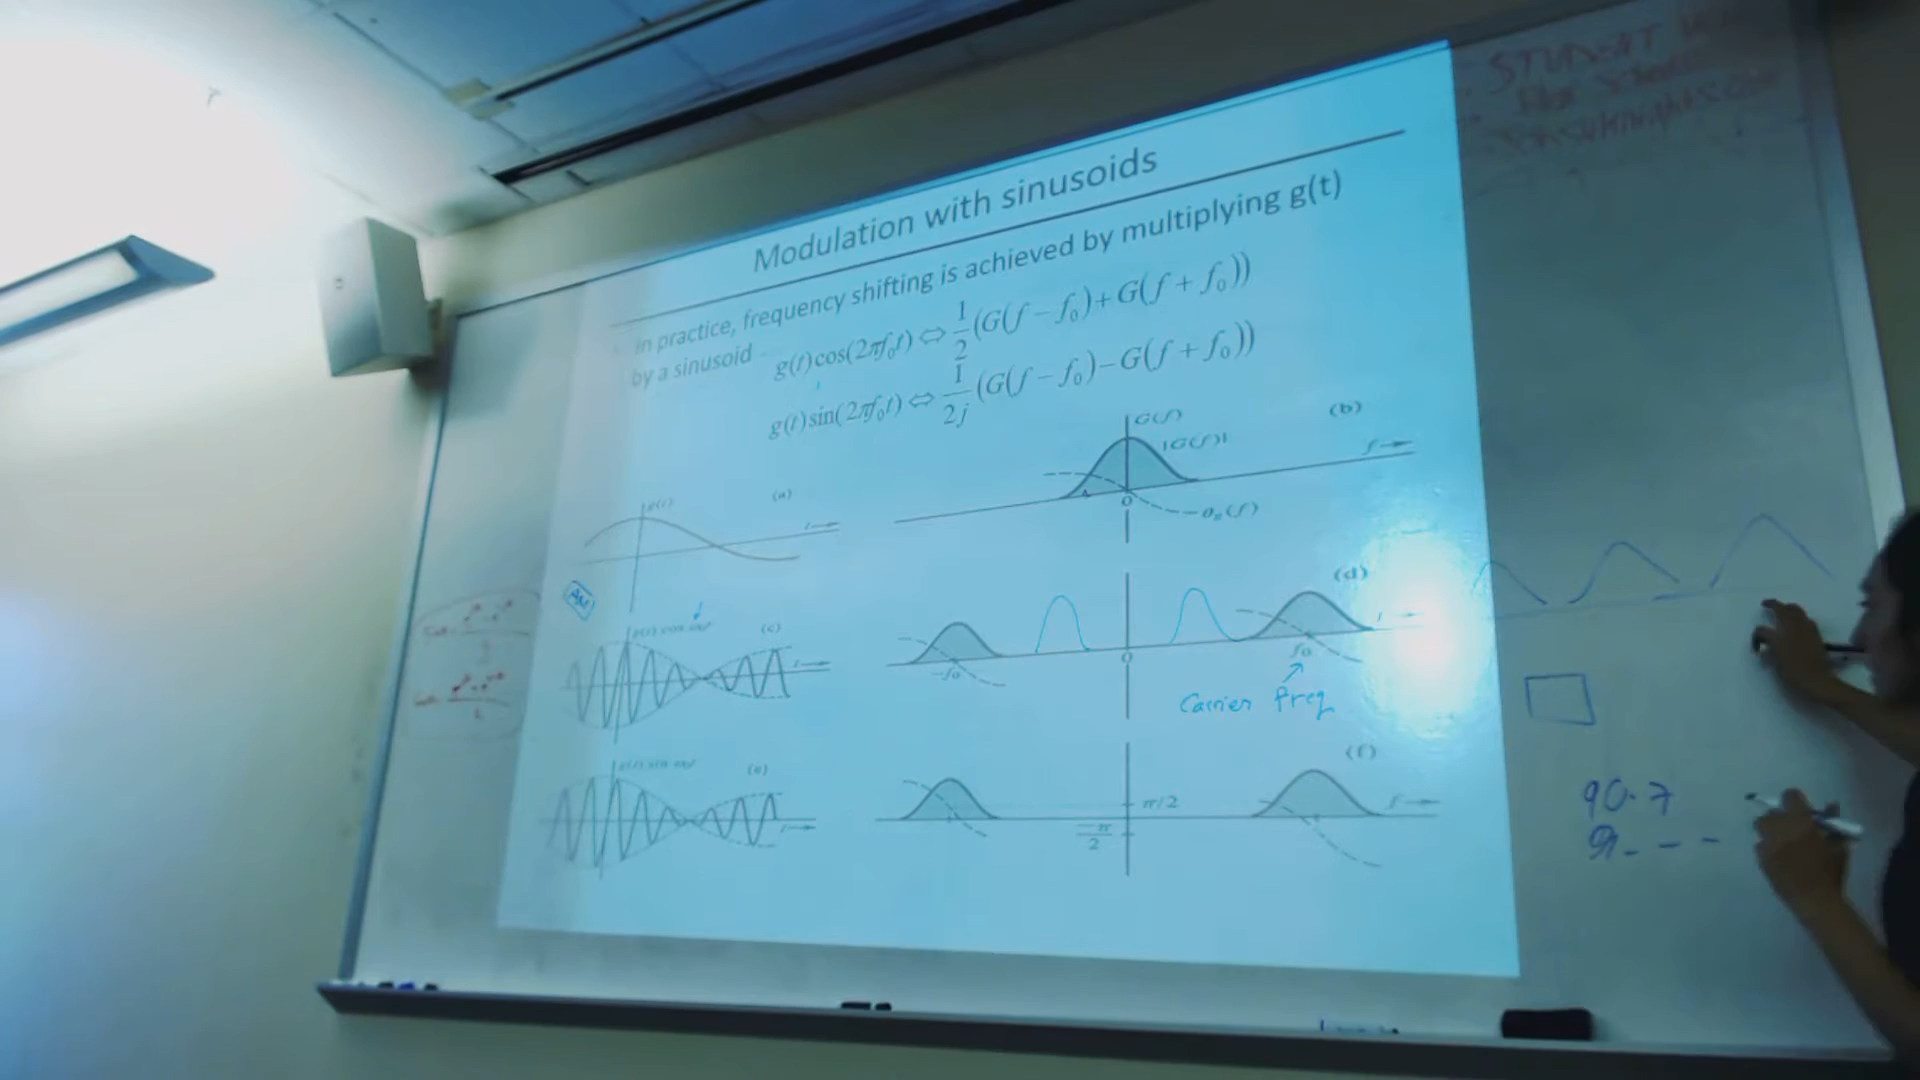 STUDENT
Modulation with sinusoids
in practice, frequency shifting is achieved by multiplying g(t)
by a sinusoid
g(t)cos(2πf₀t) ⇔ 1/2 (G(f − f₀)+G(f + f₀))
g(t)sin(2πf₀t) ⇔ 1/2j (G(f − f₀)−G(f + f₀))
G(f)
(b)
|G(f)|
f
0
g(t)
(a)
t
AM!
(c)
t
(d)
f
-f₀
0
f₀
Carrier freq
(e)
t
(f)
f
π/2
-π/2
90.7
91. - - -